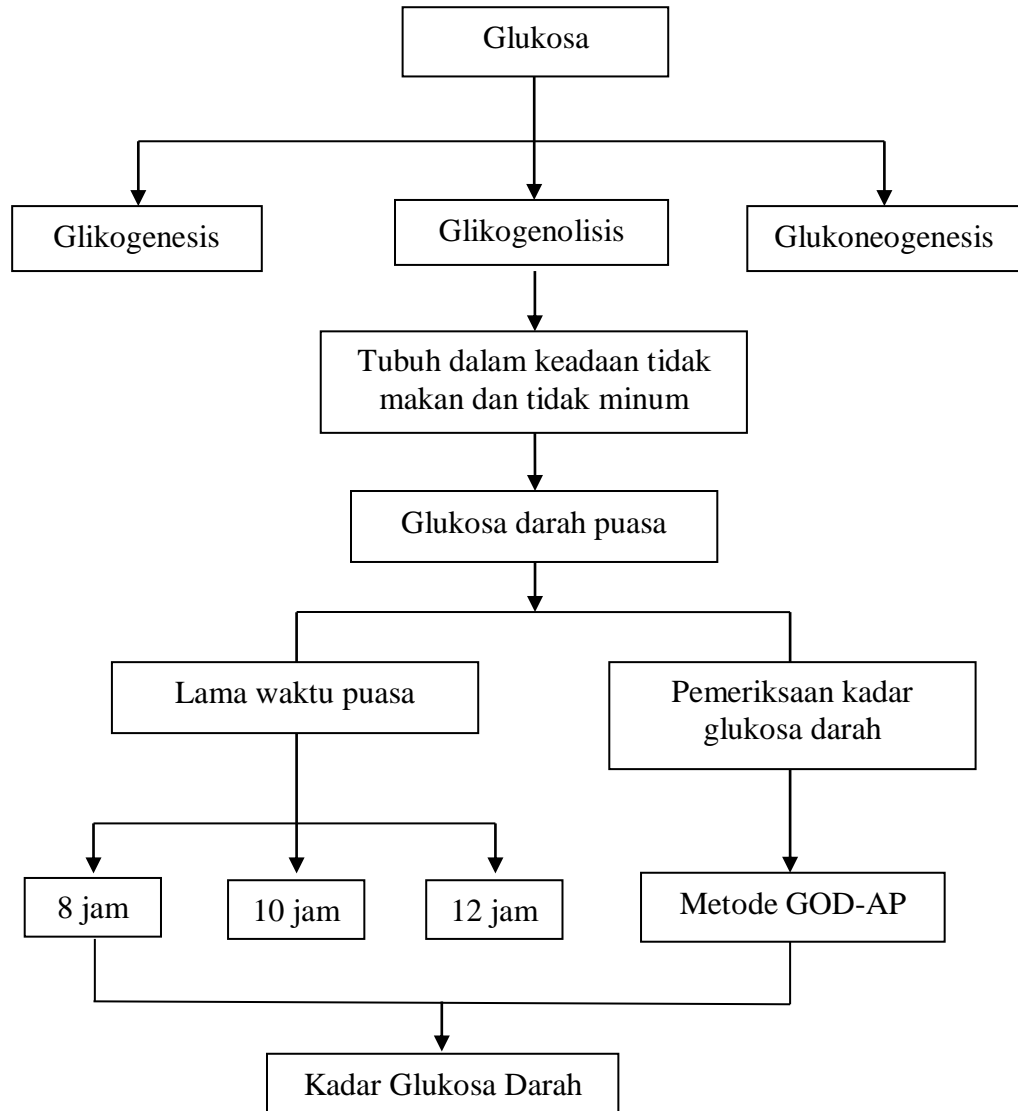 Glukosa
Glikogenesis
Glikogenolisis
Glukoneogenesis
Tubuh dalam keadaan tidak
makan dan tidak minum
Glukosa darah puasa
Lama waktu puasa
Pemeriksaan kadar
glukosa darah
8 jam
10 jam
12 jam
Metode GOD-AP
Kadar Glukosa Darah